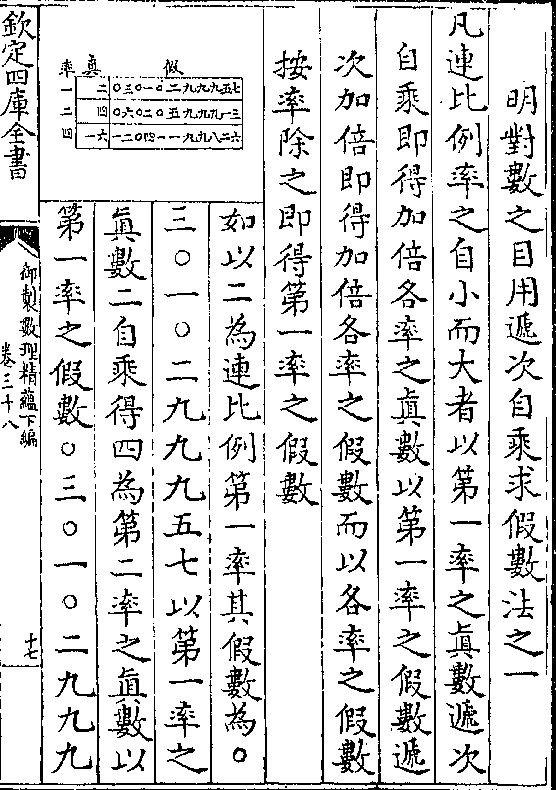 明對數之目用遞次自乘求假數法之一
凡連比例率之自小而大者以第一率之眞數遞次
自乘即得加倍各率之眞數以第一率之假數遞
次加倍即得加倍各率之假數而以各率之假數
按率除之即得第一率之假數
率 眞 假
一 二 〇三〇一〇二九九九五七
二 四 〇六〇二〇五九九九一三
四 一六 一二〇四一一九九八二六
如以二為連比例第一率其假數為〇
三〇一〇二九九九五七以第一率之
眞數二自乘得四為第二率之眞數以
第一率之假數〇三〇一〇二九九九
欽定四庫全書
御製數理精蘊下編
卷三十八
十七